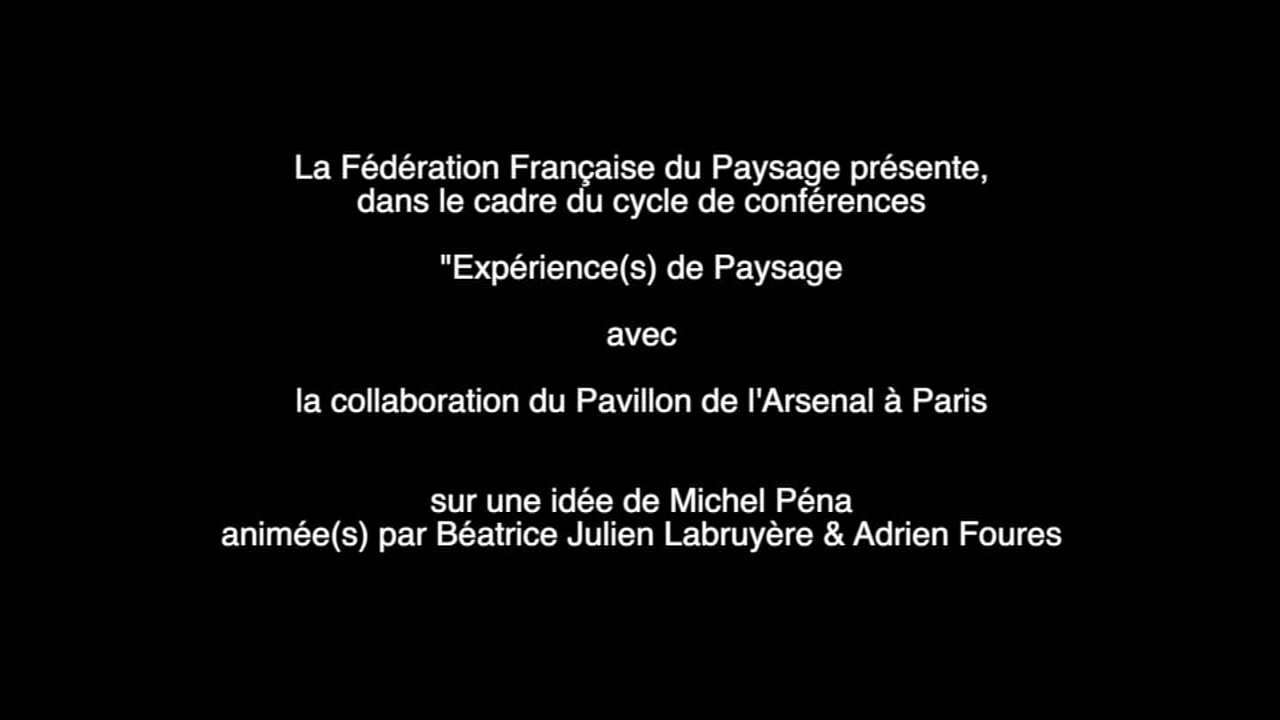 La Fédération Française du Paysage présente,
dans le cadre du cycle de conférences
"Expérience(s) de Paysage
avec
la collaboration du Pavillon de l'Arsenal à Paris
sur une idée de Michel Péna
animée(s) par Béatrice Julien Labruyère & Adrien Foures